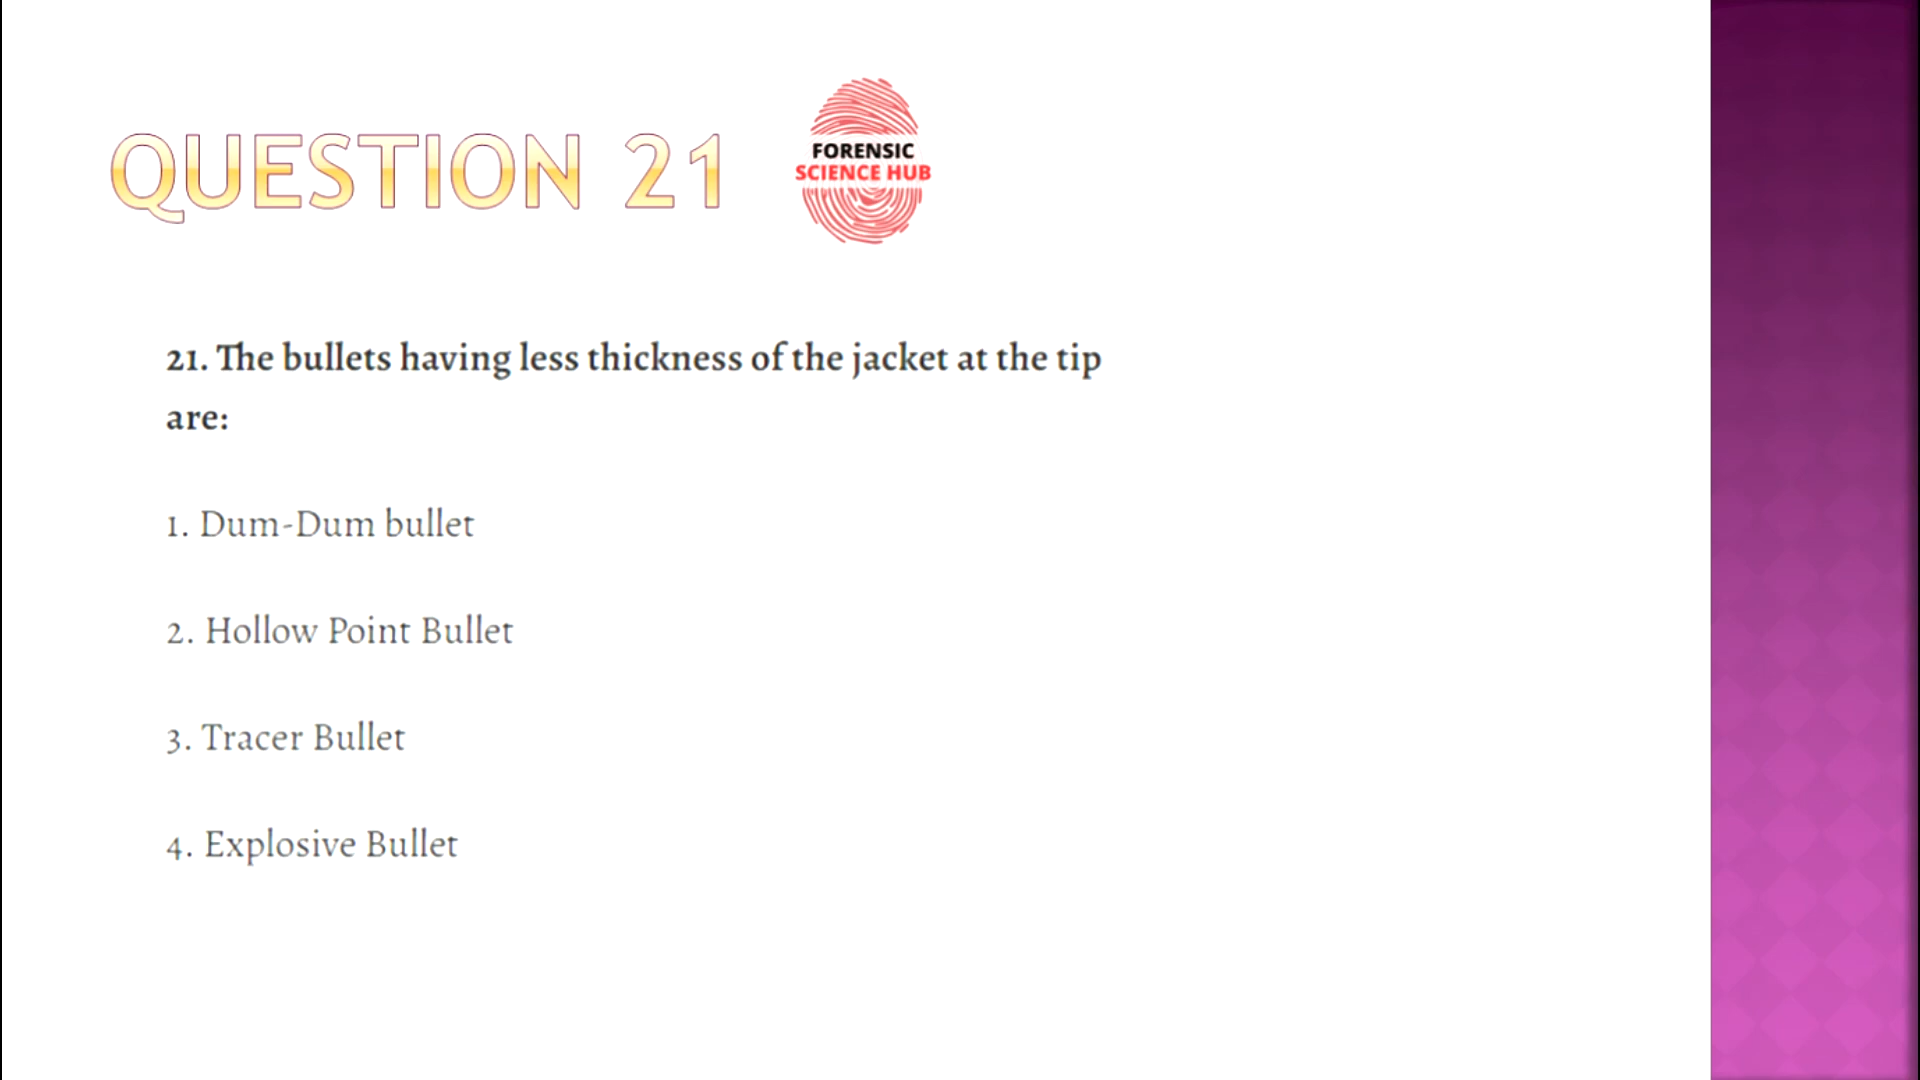 QUESTION 21
FORENSIC
SCIENCE HUB
21. The bullets having less thickness of the jacket at the tip
are:
1. Dum-Dum bullet
2. Hollow Point Bullet
3. Tracer Bullet
4. Explosive Bullet